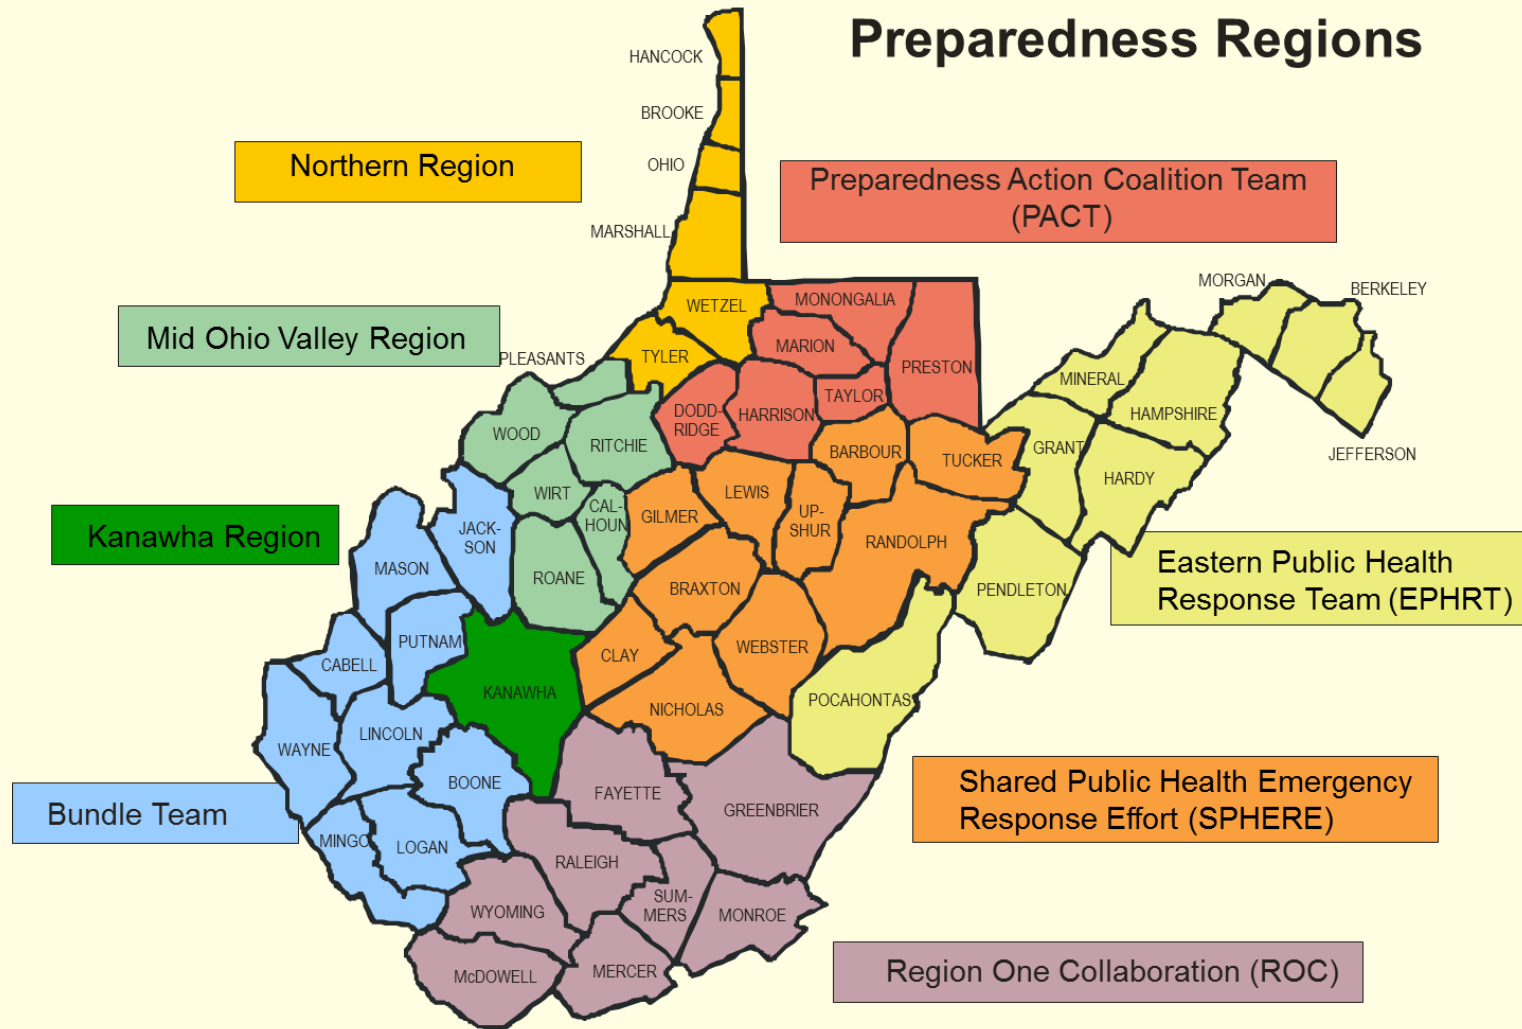 Preparedness Regions
HANCOCK
BROOKE
OHIO
MARSHALL
Northern Region
Preparedness Action Coalition Team
(PACT)
WETZEL
TYLER
MONONGALIA
MARION
PRESTON
TAYLOR
HARRISON
DODD-
RIDGE
MORGAN
BERKELEY
JEFFERSON
MINERAL
HAMPSHIRE
GRANT
HARDY
PENDLETON
POCAHONTAS
Mid Ohio Valley Region
PLEASANTS
WOOD
RITCHIE
WIRT
CAL-
HOUN
ROANE
BARBOUR
TUCKER
LEWIS
UP-
SHUR
GILMER
RANDOLPH
BRAXTON
WEBSTER
CLAY
NICHOLAS
Kanawha Region
KANAWHA
JACK-
SON
MASON
PUTNAM
CABELL
WAYNE
LINCOLN
BOONE
LOGAN
MINGO
Bundle Team
Eastern Public Health
Response Team (EPHRT)
Shared Public Health Emergency
Response Effort (SPHERE)
FAYETTE
GREENBRIER
RALEIGH
SUM-
MERS
MONROE
WYOMING
McDOWELL
MERCER
Region One Collaboration (ROC)